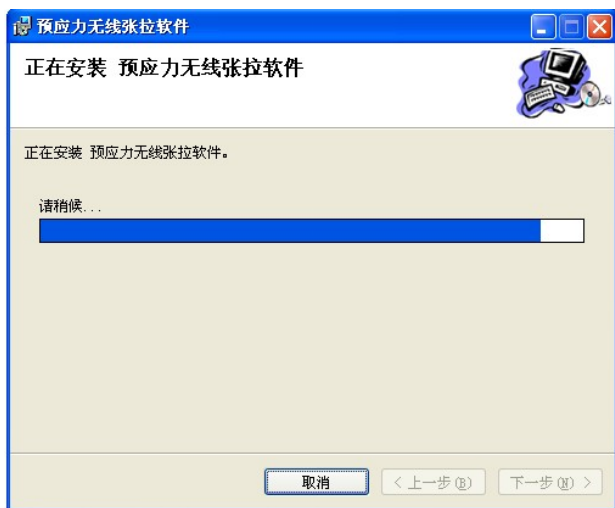 预应力无线张拉软件
正在安装 预应力无线张拉软件
正在安装 预应力无线张拉软件。
请稍候...
取消
< 上一步(B)
下一步(N) >